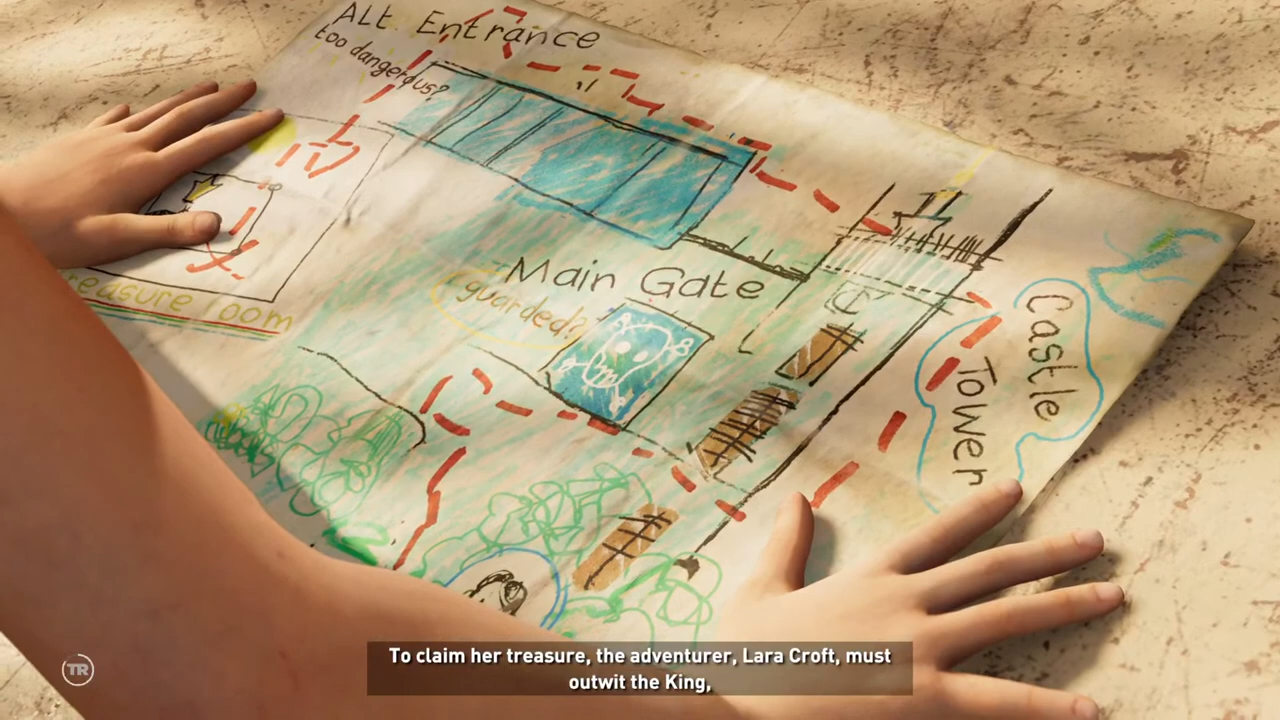 Alt. Entrance
too dangerous?
Main Gate
guarded?
Castle
Tower
reasure room
TR
To claim her treasure, the adventurer, Lara Croft, must
outwit the King,